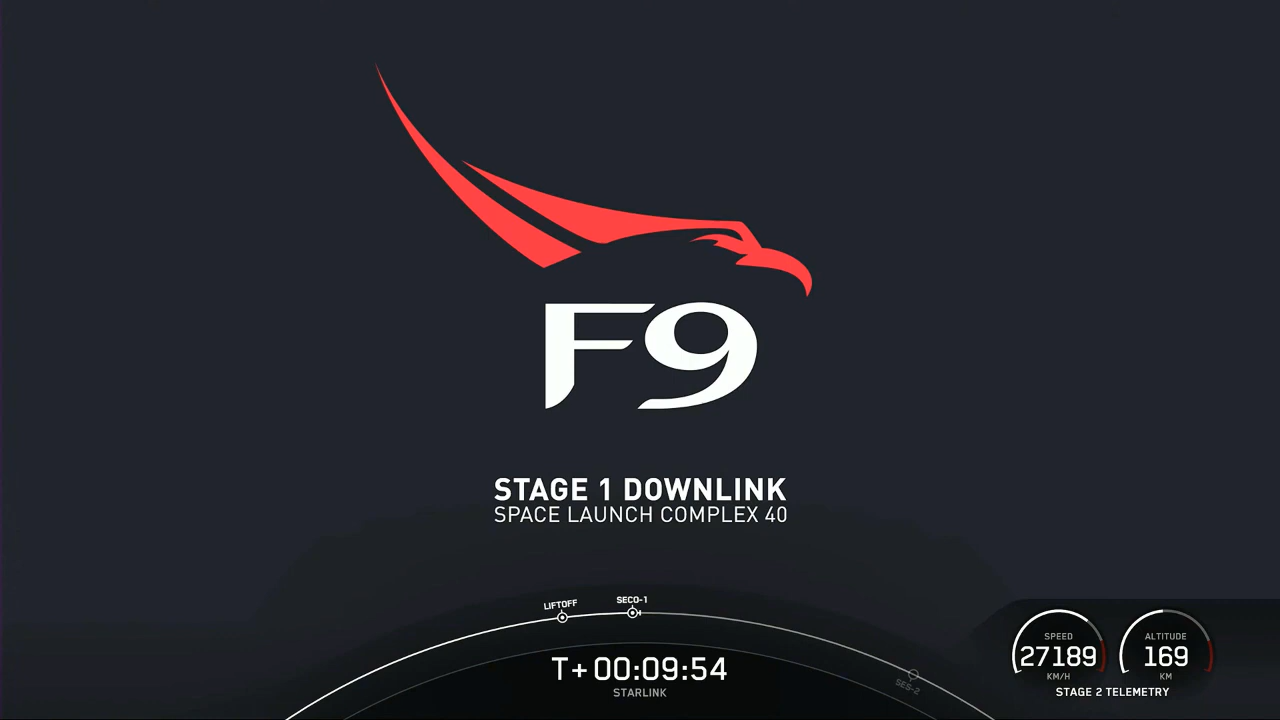 F9
STAGE 1 DOWNLINK
SPACE LAUNCH COMPLEX 40
LIFTOFF
SECO-1
SES-2
T+00:09:54
STARLINK
SPEED
27189
KM/H
ALTITUDE
169
KM
STAGE 2 TELEMETRY